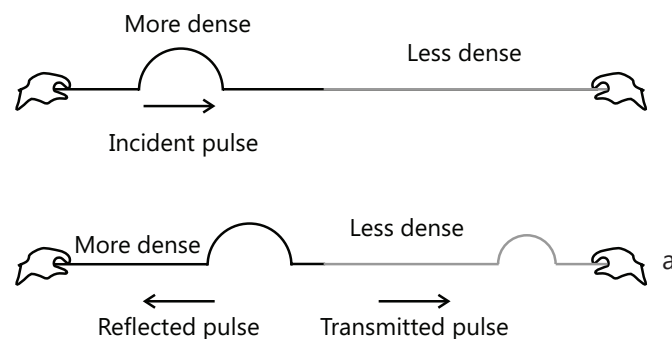 More dense
Less dense
Incident pulse
More dense
Less dense
a
Reflected pulse
Transmitted pulse